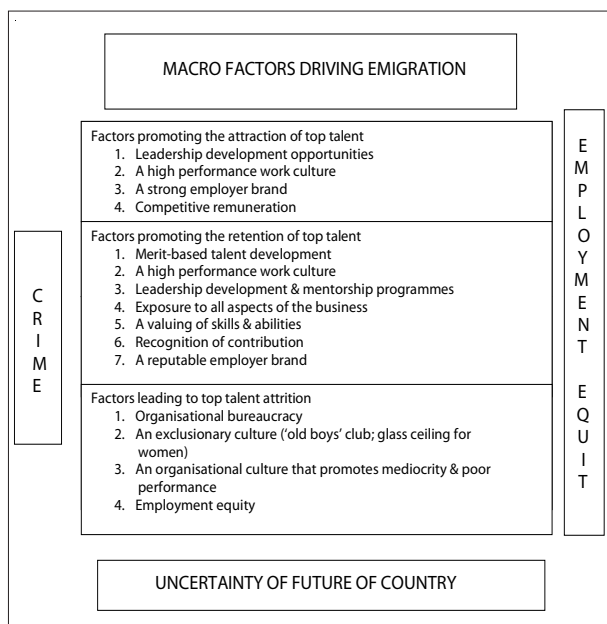 MACRO FACTORS DRIVING EMIGRATION
Factors promoting the attraction of top talent
1. Leadership development opportunities
2. A high performance work culture
3. A strong employer brand
4. Competitive remuneration
Factors promoting the retention of top talent
1. Merit-based talent development
2. A high performance work culture
3. Leadership development & mentorship programmes
4. Exposure to all aspects of the business
5. A valuing of skills & abilities
6. Recognition of contribution
7. A reputable employer brand
Factors leading to top talent attrition
1. Organisational bureaucracy
2. An exclusionary culture (‘old boys’ club; glass ceiling for
women)
3. An organisational culture that promotes mediocrity & poor
performance
4. Employment equity
CRIME
EMPLOYMENT EQUIT
UNCERTAINTY OF FUTURE OF COUNTRY